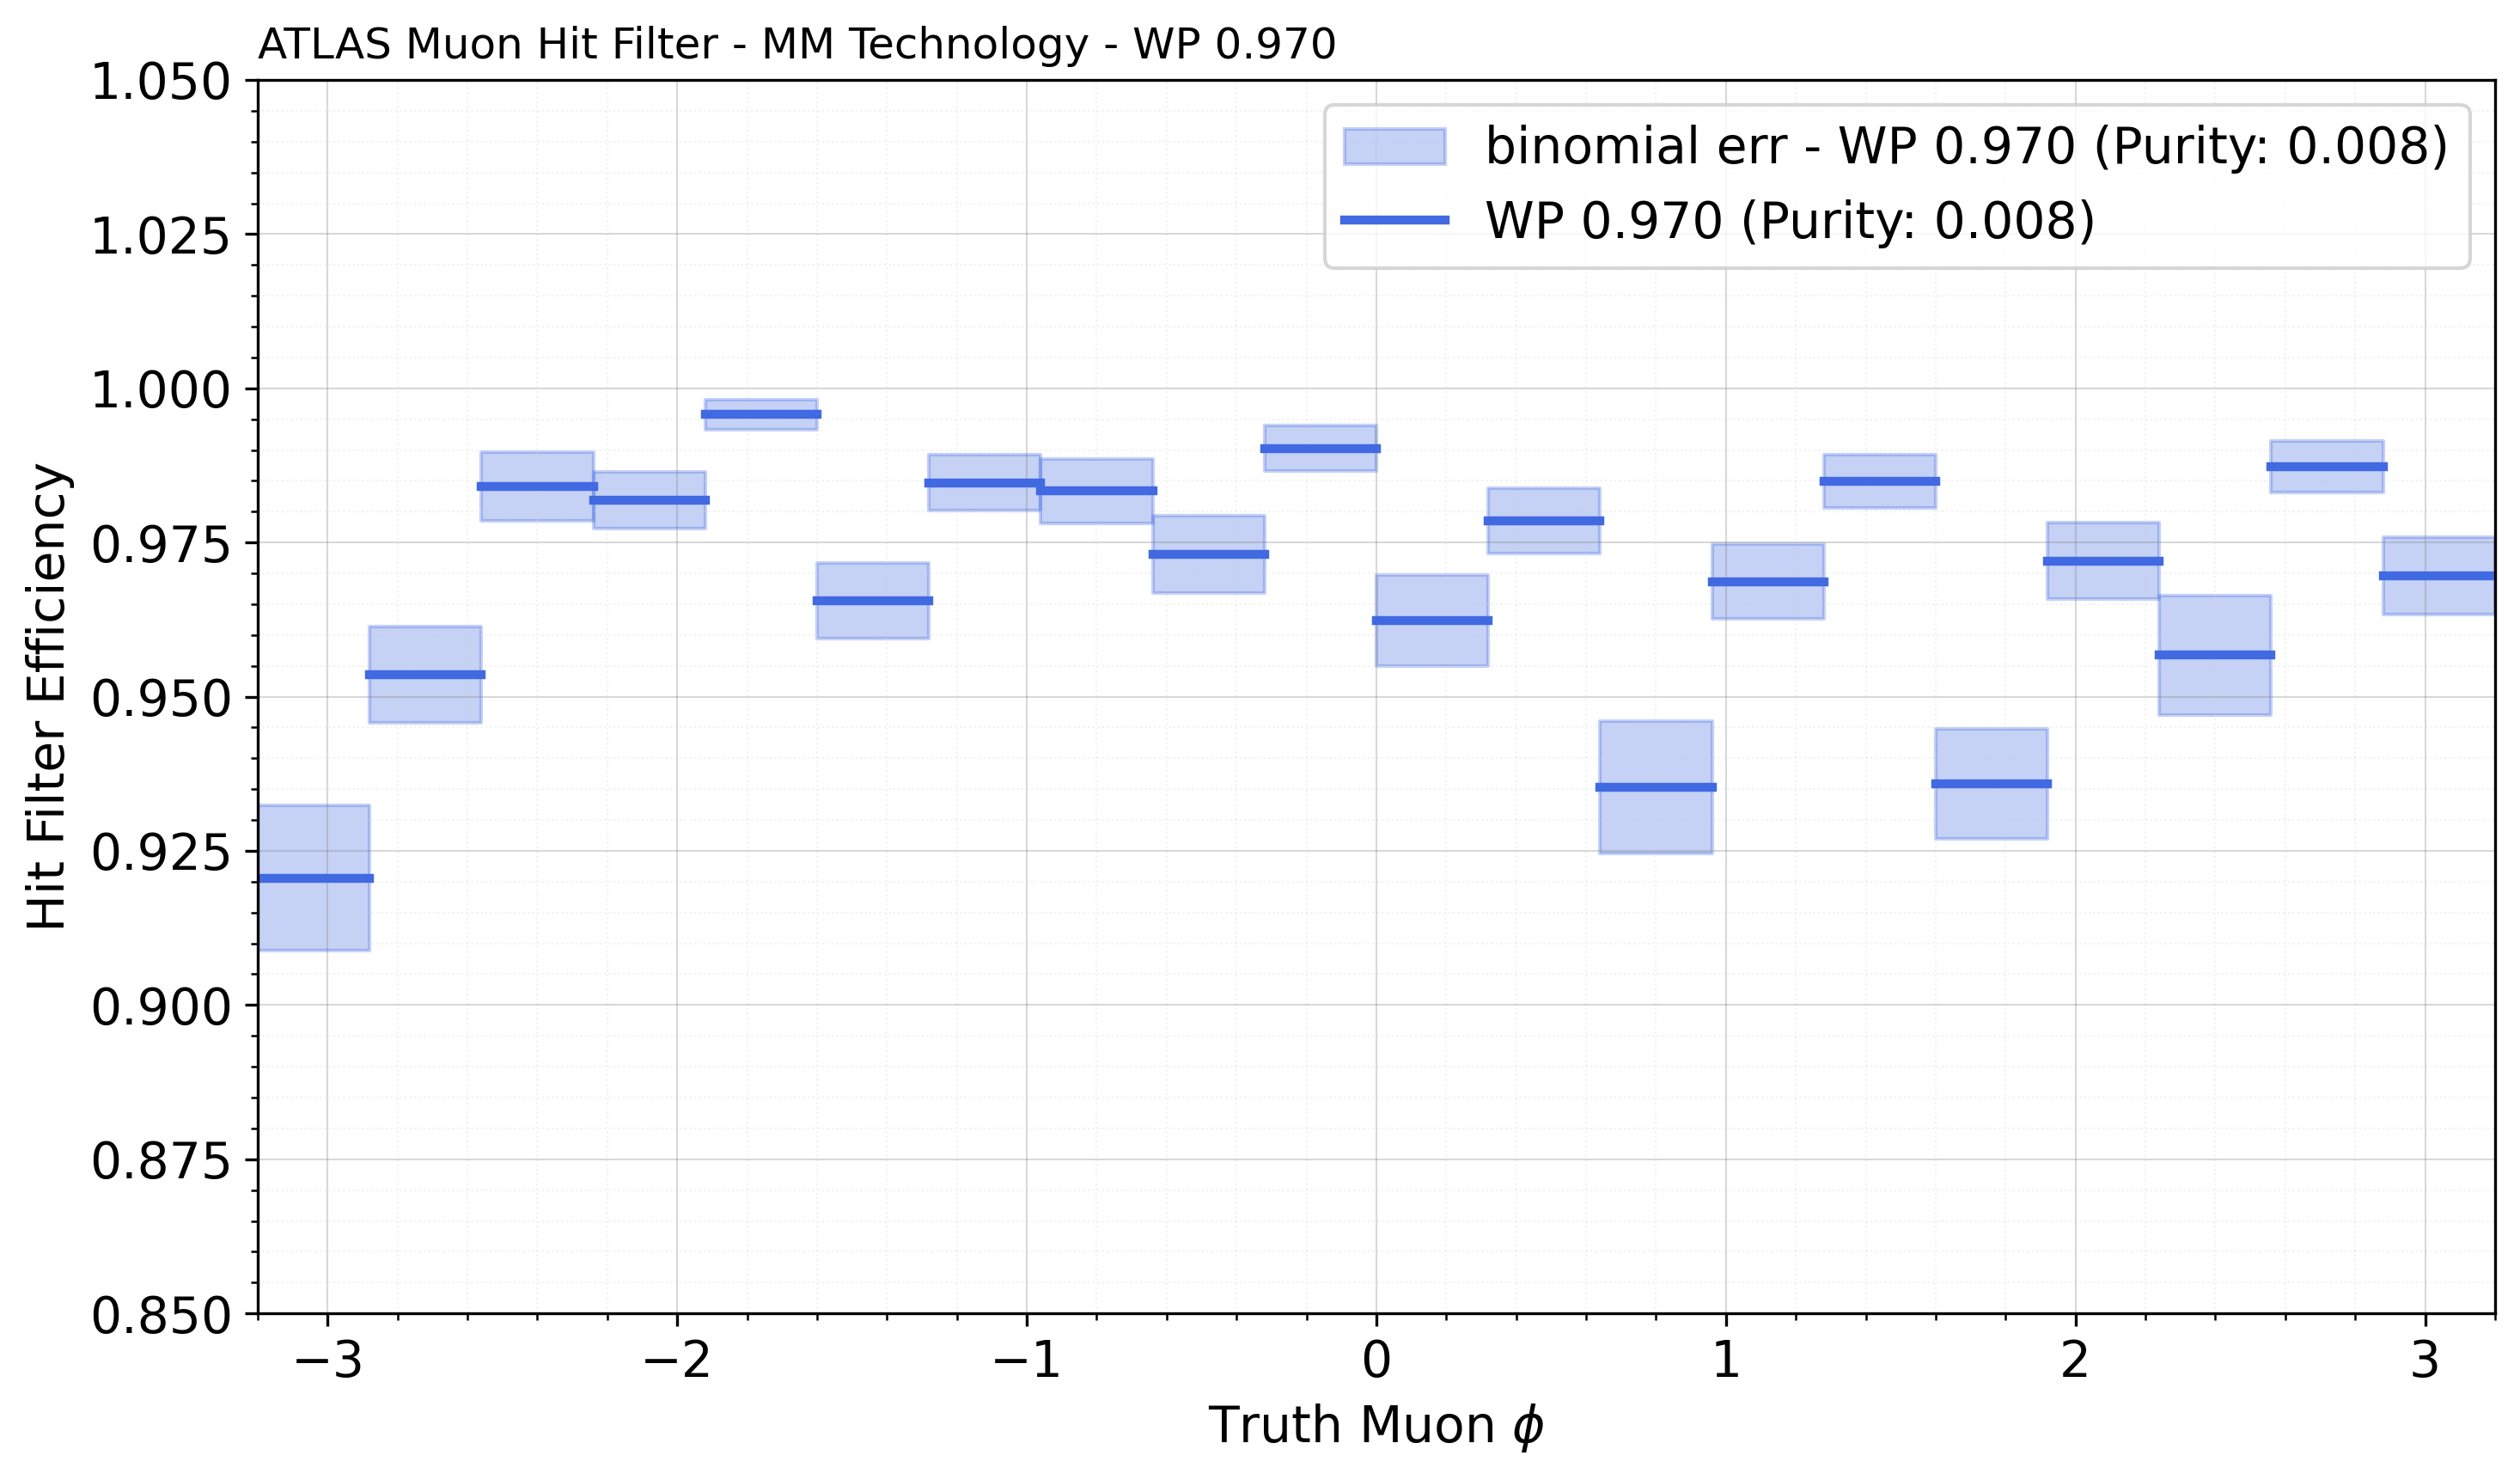 ATLAS Muon Hit Filter - MM Technology - WP 0.970
1.050
1.025
1.000
0.975
0.950
0.925
0.900
0.875
0.850
Hit Filter Efficiency
binomial err - WP 0.970 (Purity: 0.008)
WP 0.970 (Purity: 0.008)
−3 −2 −1 0 1 2 3
Truth Muon ϕ